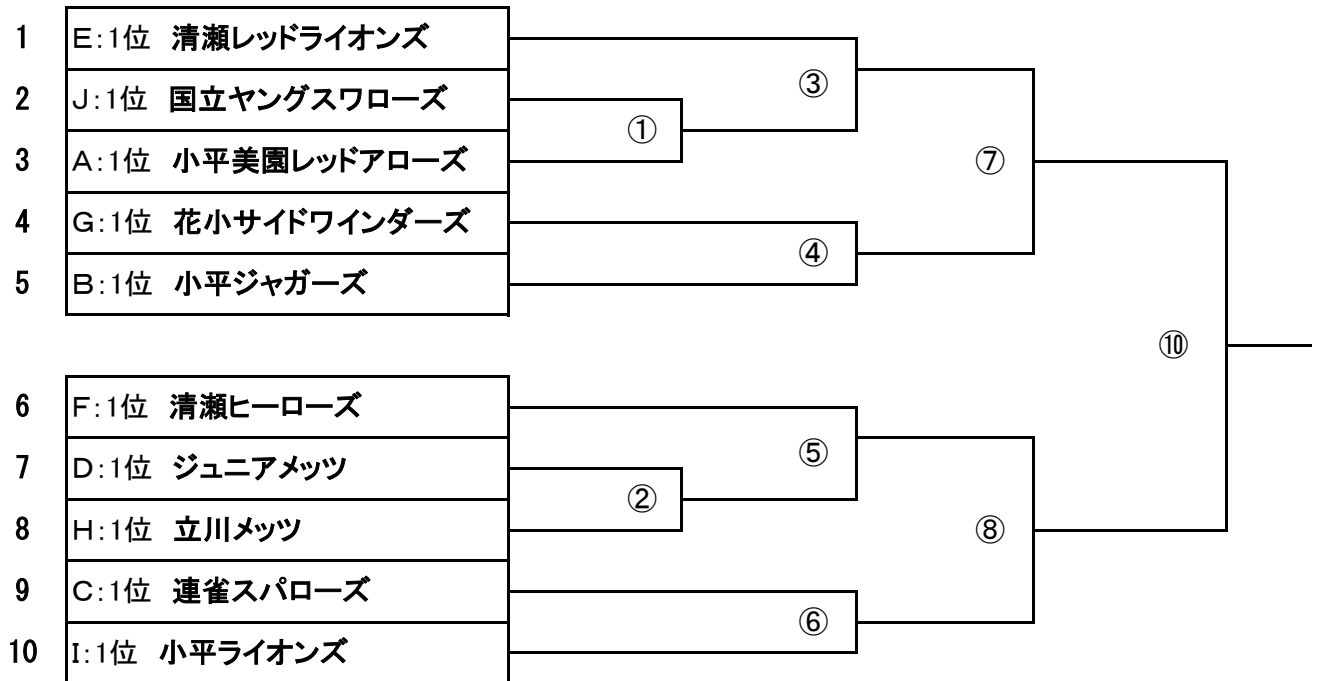 1 E:1位 清瀬レッドライオンズ
2 J:1位 国立ヤングスワローズ
3 A:1位 小平美園レッドアローズ
4 G:1位 花小サイドワインダーズ
5 B:1位 小平ジャガーズ
6 F:1位 清瀬ヒーローズ
7 D:1位 ジュニアメッツ
8 H:1位 立川メッツ
9 C:1位 連雀スパローズ
10 I:1位 小平ライオンズ
③
①
⑦
④
⑩
⑤
②
⑧
⑥